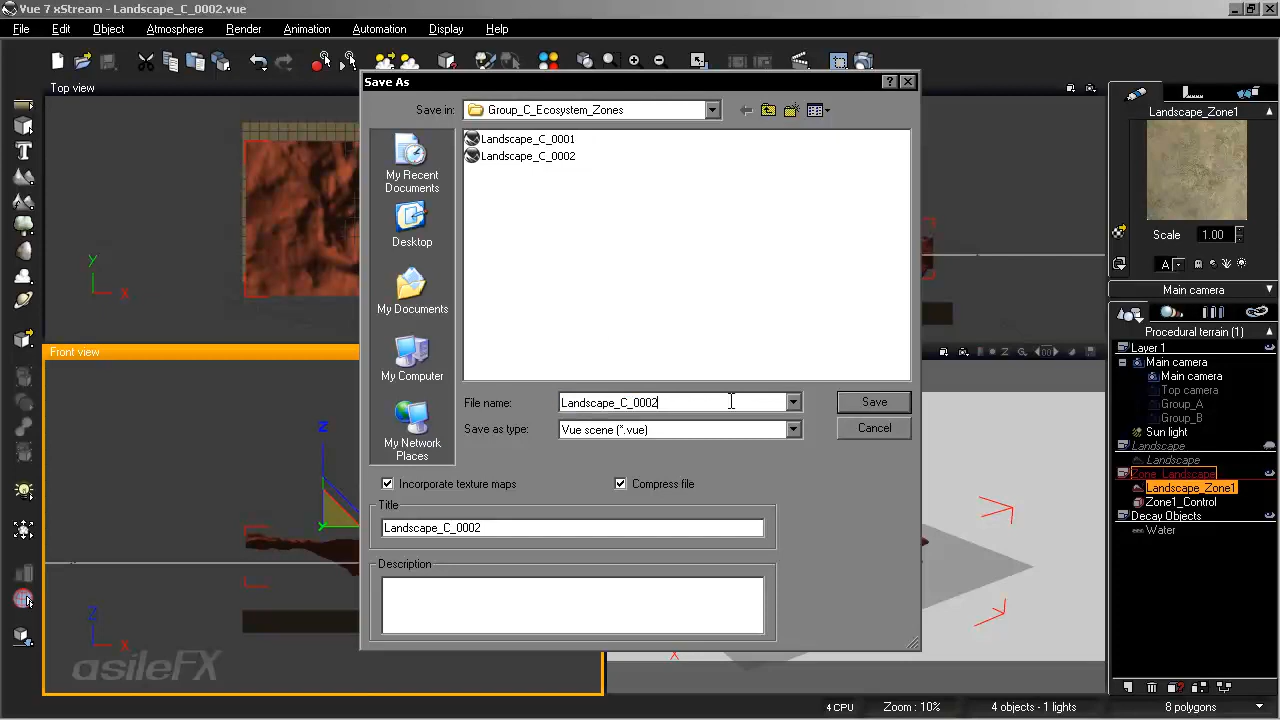 Vue 7 xStream - Landscape_C_0002.vue
File Edit Object Atmosphere Render Animation Automation Display Help
Save As
Top view
Save in: Group_C_Ecosystem_Zones
Landscape_C_0001
Landscape_C_0002
My Recent
Documents
Desktop
My Documents
My Computer
My Network
Places
File name: Landscape_C_0002 Save
Save as type: Vue scene (*.vue) Cancel
Incorporate texture maps Compress file
Title
Landscape_C_0002
Description
Y
X
Front view
Z
Y
Z
X
X
asileFX
Landscape_Zone1
Scale 1.00
A
Main camera
Procedural terrain (1)
Layer 1
Main camera
Main camera
Top camera
Group_A
Group_B
Sun light
Landscape
Landscape
Zone_Landscape
Landscape_Zone1
Zone1_Control
Decay Objects
Water
4 CPU Zoom : 10% 4 objects - 1 lights 8 polygons